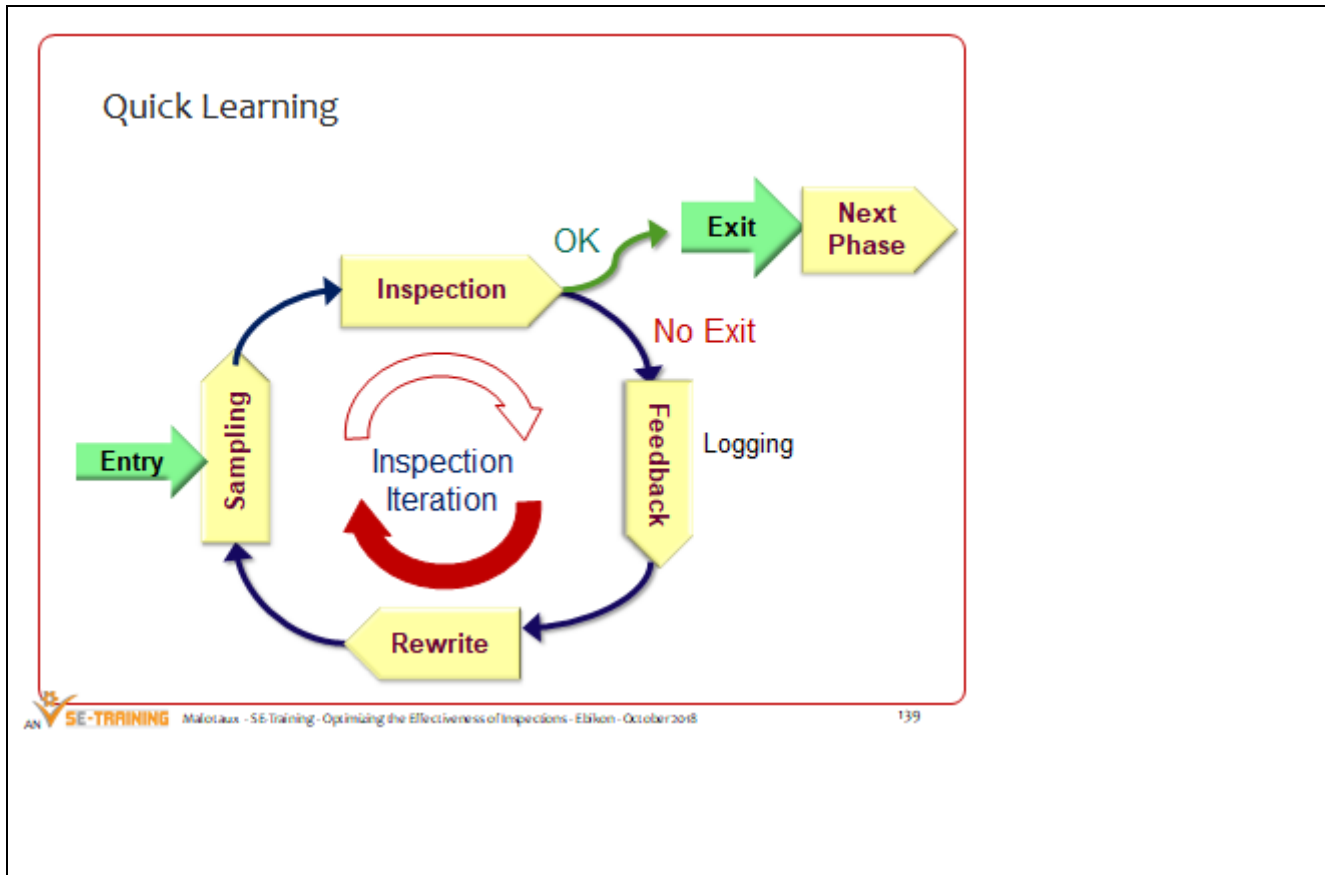 Quick Learning
OK
Exit
Next
Phase
Inspection
No Exit
Sampling
Feedback
Logging
Entry
Inspection
Iteration
Rewrite
AN SE-TRAINING Malotaux - SE-Training - Optimizing the Effectiveness of Inspections - Ebikon - October 2018 139